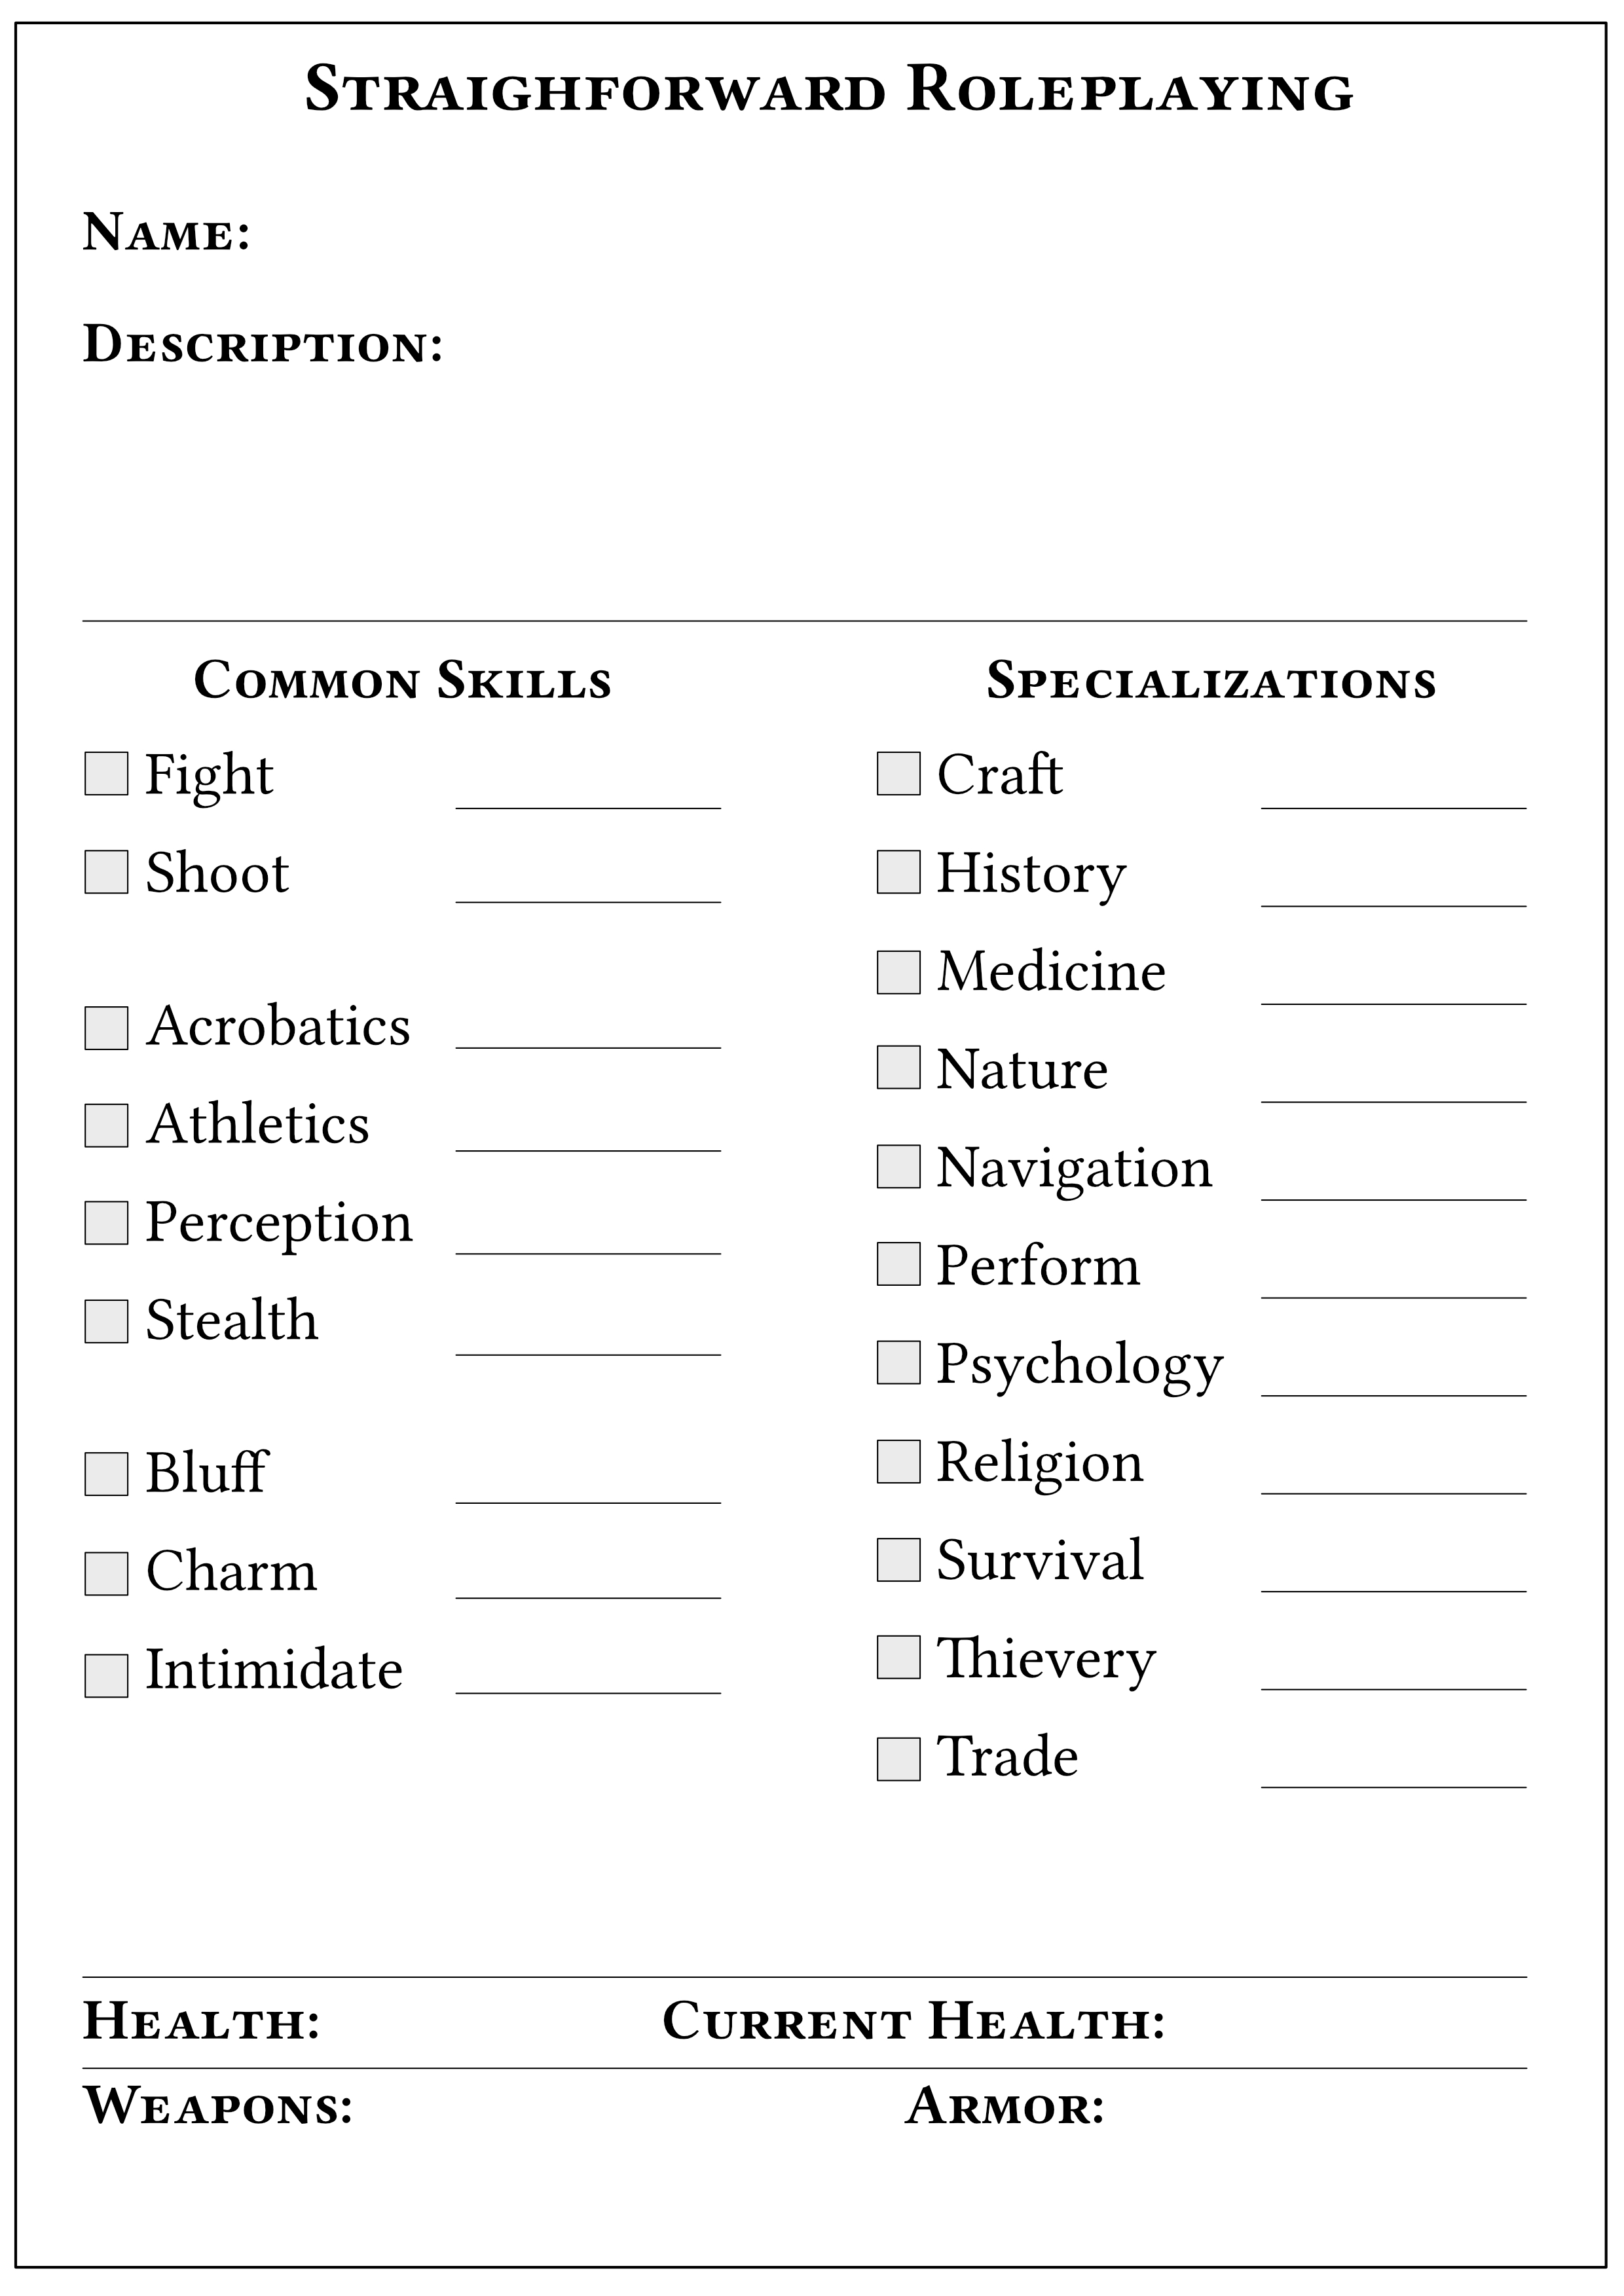 Straighforward Roleplaying
Name:
Description:
Common Skills
Fight
Shoot
Acrobatics
Athletics
Perception
Stealth
Bluff
Charm
Intimidate
Specializations
Craft
History
Medicine
Nature
Navigation
Perform
Psychology
Religion
Survival
Thievery
Trade
Health: Current Health:
Weapons: Armor: